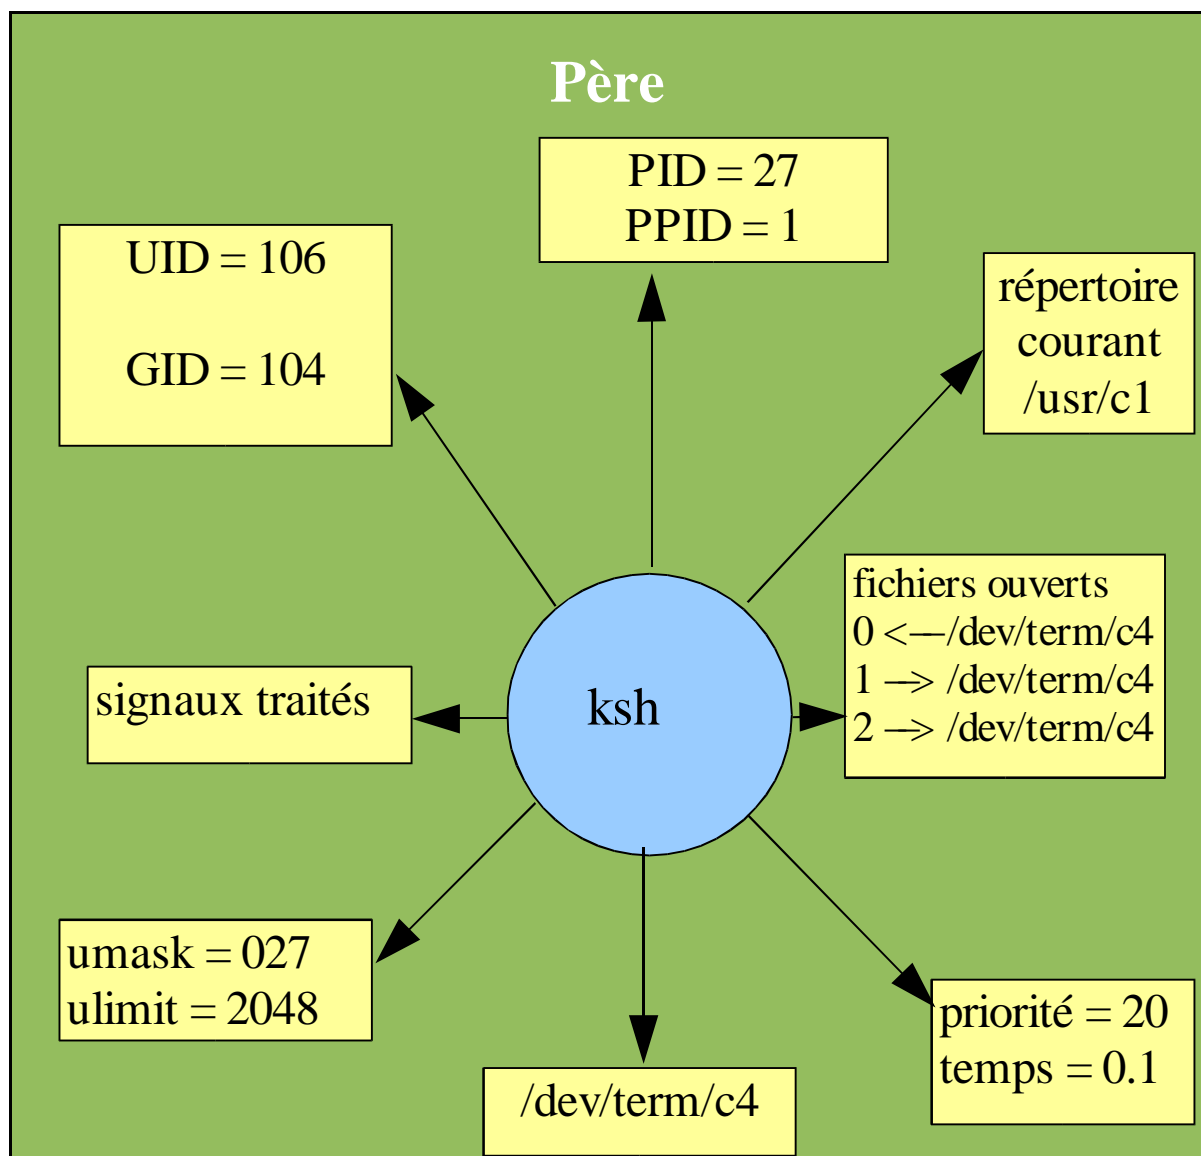 Père
PID = 27
PPID = 1
UID = 106
GID = 104
répertoire
courant
/usr/c1
fichiers ouverts
0 <—/dev/term/c4
1 —> /dev/term/c4
2 —> /dev/term/c4
signaux traités
ksh
umask = 027
ulimit = 2048
priorité = 20
temps = 0.1
/dev/term/c4